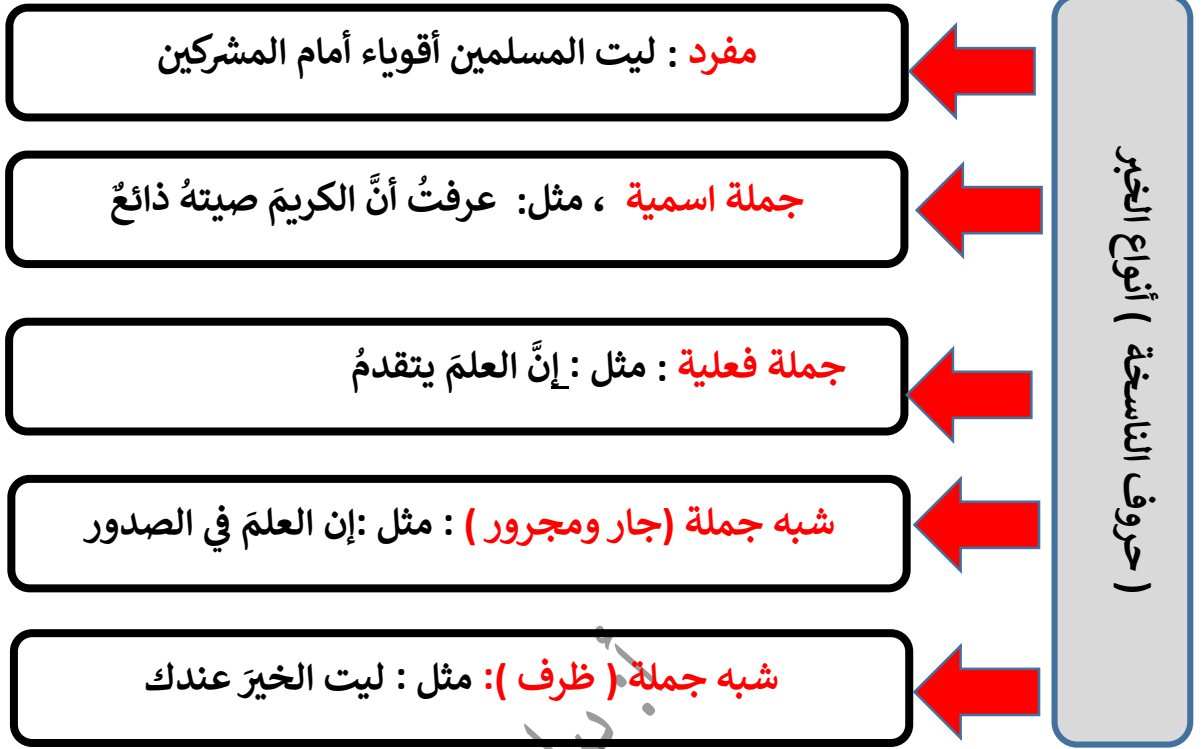 أنواع الخبر ( حروف الناسخة )
مفرد : ليت المسلمين أقوياء أمام المشركين
جملة اسمية ، مثل: عرفتُ أنَّ الكريمَ صيتهُ ذائعٌ
جملة فعلية : مثل : إنَّ العلمَ يتقدمُ
شبه جملة (جار ومجرور ) : مثل :إن العلمَ في الصدور
شبه جملة ( ظرف ): مثل : ليت الخيرَ عندك